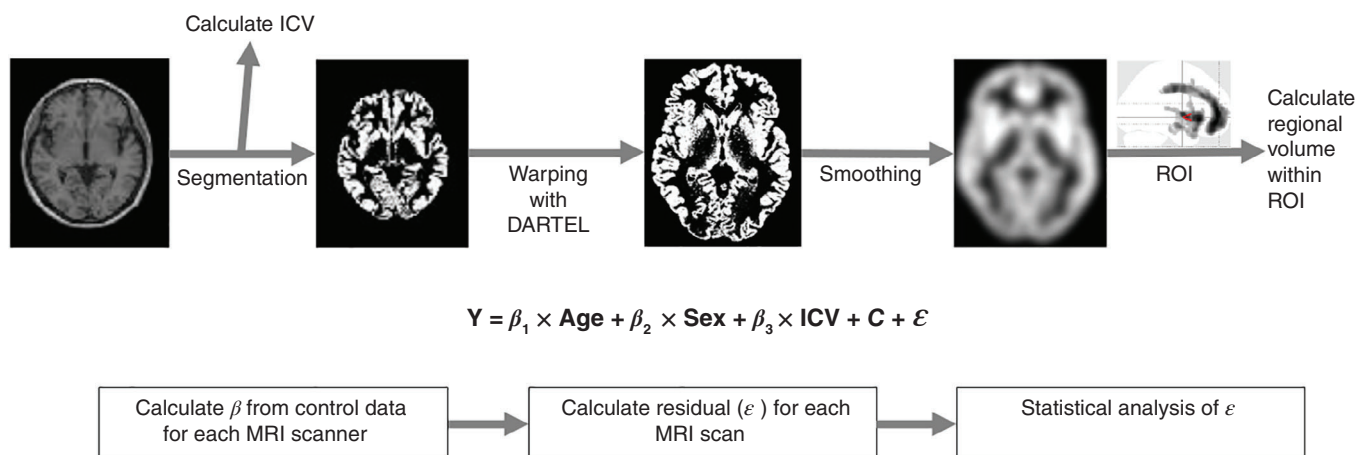 Calculate ICV
Segmentation
Warping
with
DARTEL
Smoothing
ROI
Calculate
regional
volume
within
ROI
Y = β₁ × Age + β₂ × Sex + β₃ × ICV + C + ε
Calculate β from control data
for each MRI scanner
Calculate residual (ε ) for each
MRI scan
Statistical analysis of ε